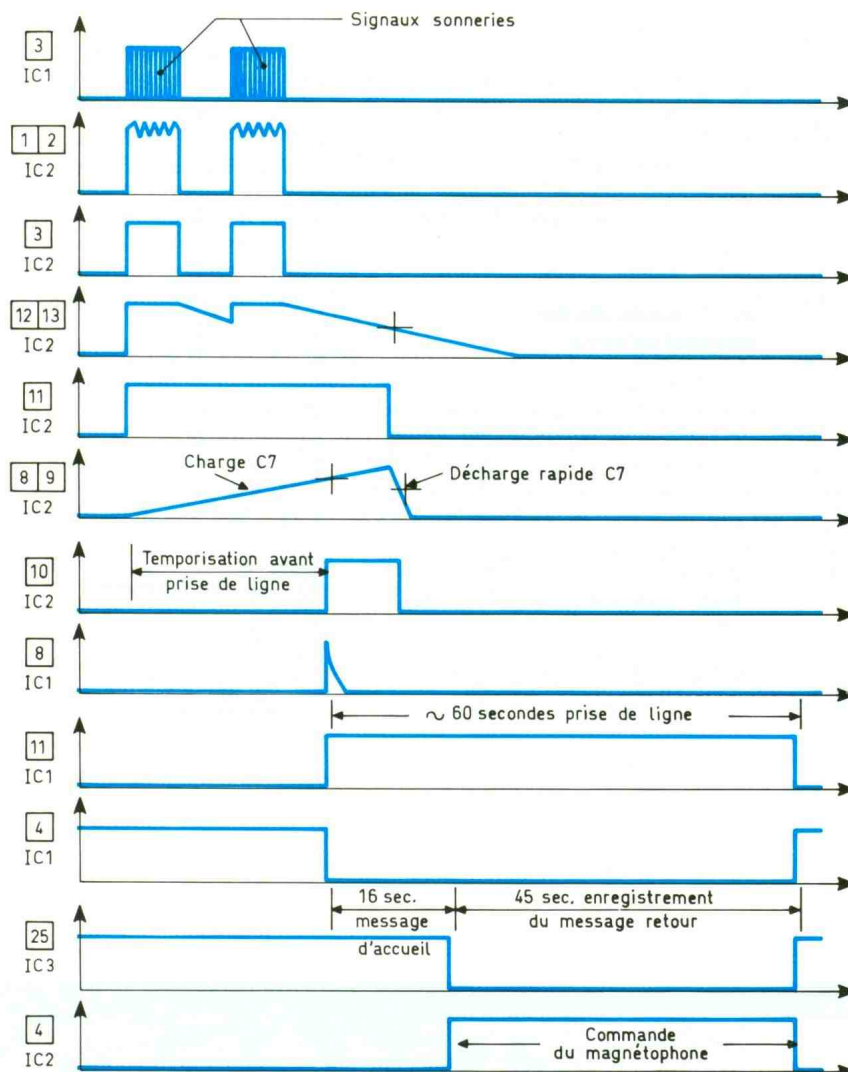 Signaux sonneries
3
IC1
1 2
IC2
3
IC2
12 13
IC2
11
IC2
8 9
IC2
Charge C7
Décharge rapide C7
10
IC2
Temporisation avant
prise de ligne
8
IC1
~ 60 secondes prise de ligne
11
IC1
4
IC1
16 sec.
message
d'accueil
45 sec. enregistrement
du message retour
25
IC3
4
IC2
Commande
du magnétophone